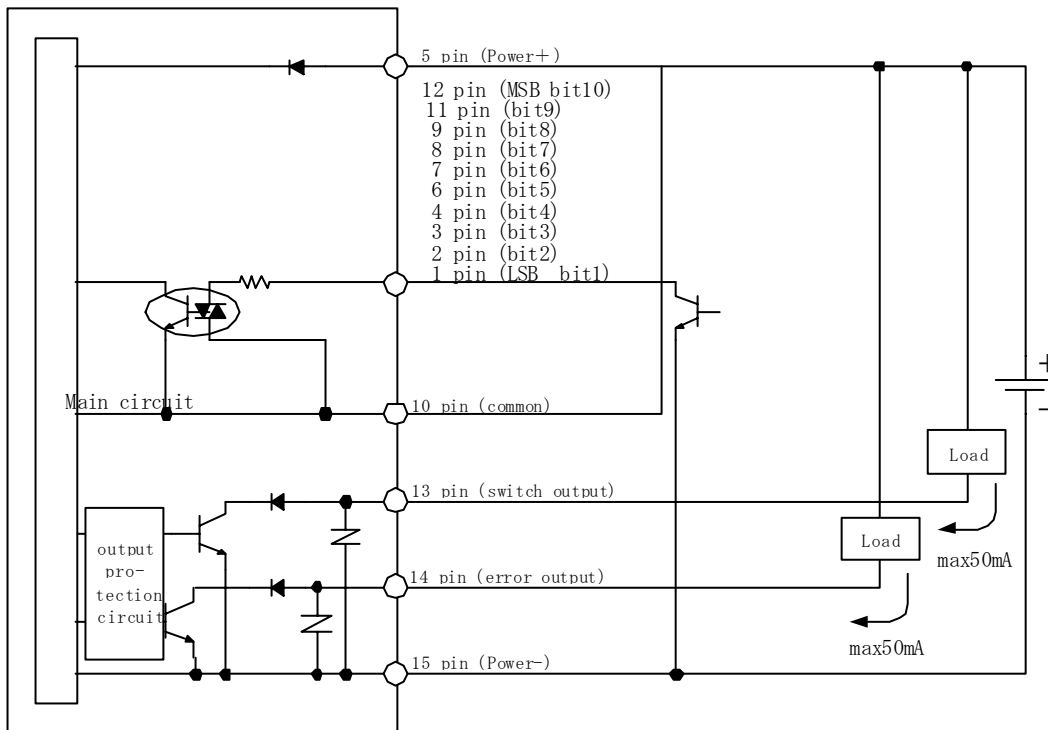 5 pin (Power+)
12 pin (MSB bit10)
11 pin (bit9)
9 pin (bit8)
8 pin (bit7)
7 pin (bit6)
6 pin (bit5)
4 pin (bit4)
3 pin (bit3)
2 pin (bit2)
1 pin (LSB bit1)
+
-
Main circuit
10 pin (common)
Load
13 pin (switch output)
Load
max50mA
output
pro-
tection
circuit
14 pin (error output)
max50mA
15 pin (Power-)